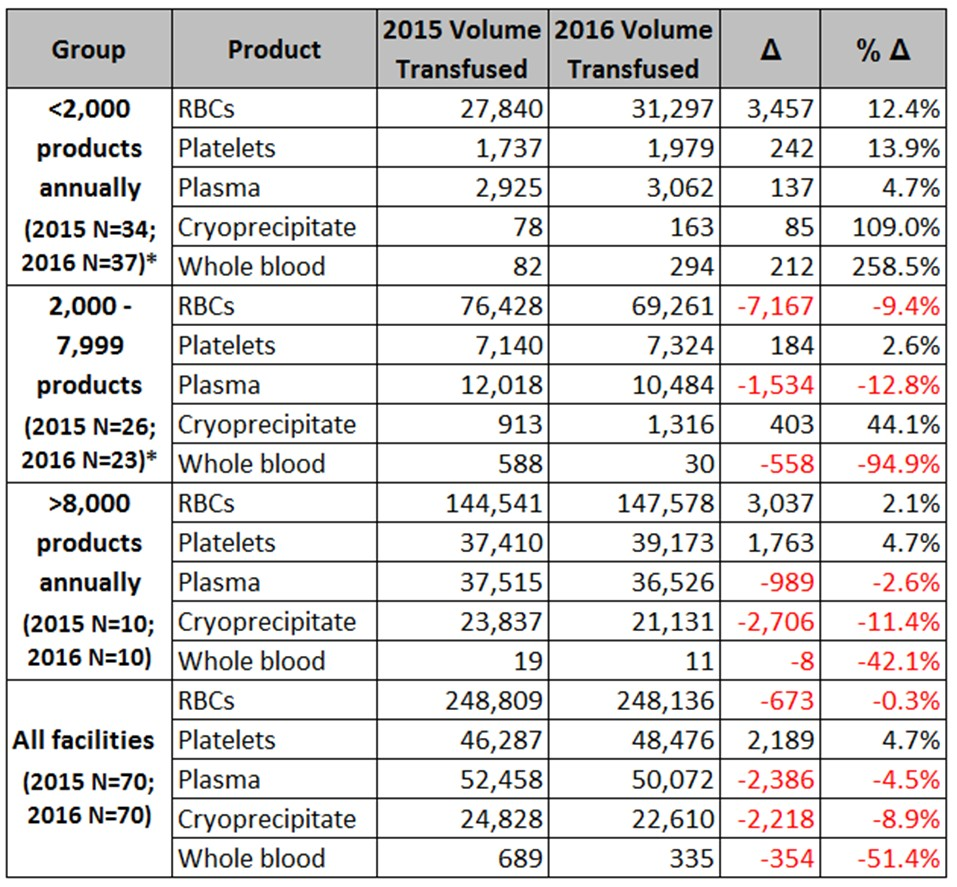 Group Product 2015 Volume Transfused 2016 Volume Transfused Δ % Δ
<2,000 products annually (2015 N=34; 2016 N=37)*
RBCs 27,840 31,297 3,457 12.4%
Platelets 1,737 1,979 242 13.9%
Plasma 2,925 3,062 137 4.7%
Cryoprecipitate 78 163 85 109.0%
Whole blood 82 294 212 258.5%
2,000 - 7,999 products (2015 N=26; 2016 N=23)*
RBCs 76,428 69,261 -7,167 -9.4%
Platelets 7,140 7,324 184 2.6%
Plasma 12,018 10,484 -1,534 -12.8%
Cryoprecipitate 913 1,316 403 44.1%
Whole blood 588 30 -558 -94.9%
>8,000 products annually (2015 N=10; 2016 N=10)
RBCs 144,541 147,578 3,037 2.1%
Platelets 37,410 39,173 1,763 4.7%
Plasma 37,515 36,526 -989 -2.6%
Cryoprecipitate 23,837 21,131 -2,706 -11.4%
Whole blood 19 11 -8 -42.1%
All facilities (2015 N=70; 2016 N=70)
RBCs 248,809 248,136 -673 -0.3%
Platelets 46,287 48,476 2,189 4.7%
Plasma 52,458 50,072 -2,386 -4.5%
Cryoprecipitate 24,828 22,610 -2,218 -8.9%
Whole blood 689 335 -354 -51.4%